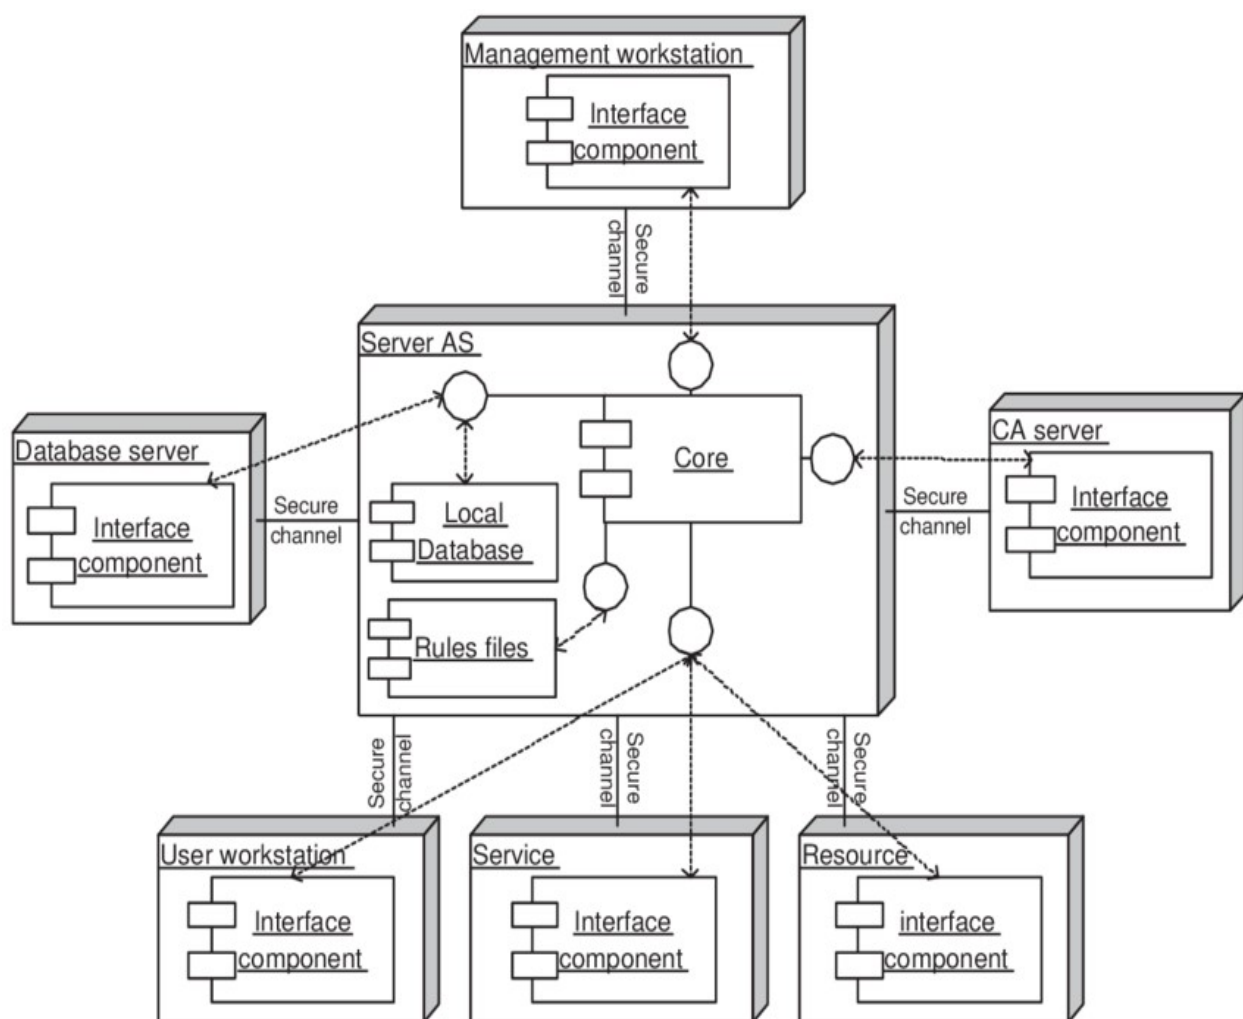 Management workstation
Interface
component
Secure
channel
Server AS
Core
Local
Database
Rules files
Database server
Interface
component
Secure
channel
CA server
Interface
component
Secure
channel
Secure
channel
Secure
channel
Secure
channel
User workstation
Interface
component
Service
Interface
component
Resource
interface
component